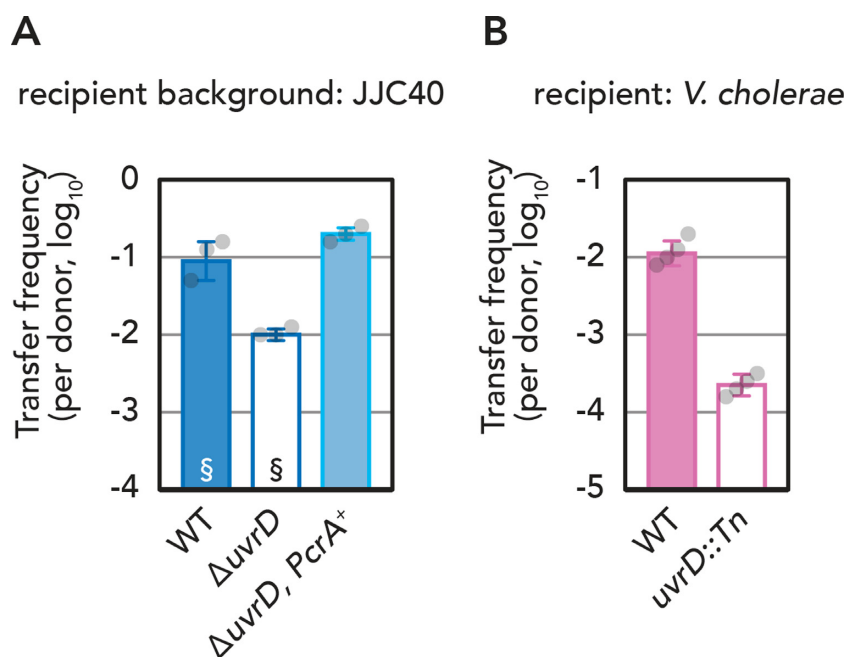 A
recipient background: JJC40
Transfer frequency
(per donor, log₁₀)
0
-1
-2
-3
-4
§
§
WT
ΔuvrD
ΔuvrD, PcrA⁺
B
recipient: V. cholerae
Transfer frequency
(per donor, log₁₀)
-1
-2
-3
-4
-5
WT
uvrD::Tn